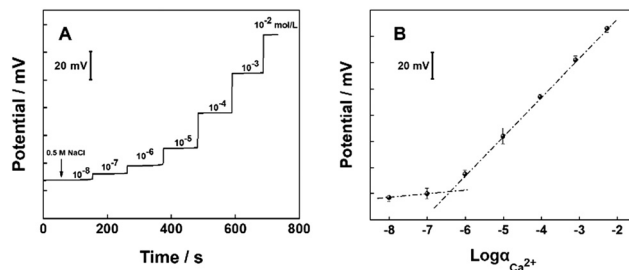 A
20 mV
10⁻² mol/L
10⁻³
10⁻⁴
10⁻⁵
10⁻⁶
10⁻⁷
10⁻⁸
0.5 M NaCl
Potential / mV
0 200 400 600 800
Time / s
B
20 mV
Potential / mV
-8 -7 -6 -5 -4 -3 -2
Logα Ca²⁺